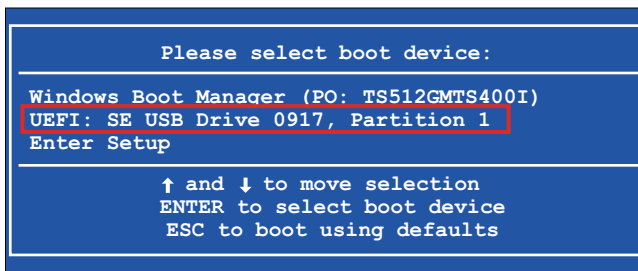 Please select boot device:
Windows Boot Manager (PO: TS512GMTS400I)
UEFI: SE USB Drive 0917, Partition 1
Enter Setup
↑ and ↓ to move selection
ENTER to select boot device
ESC to boot using defaults